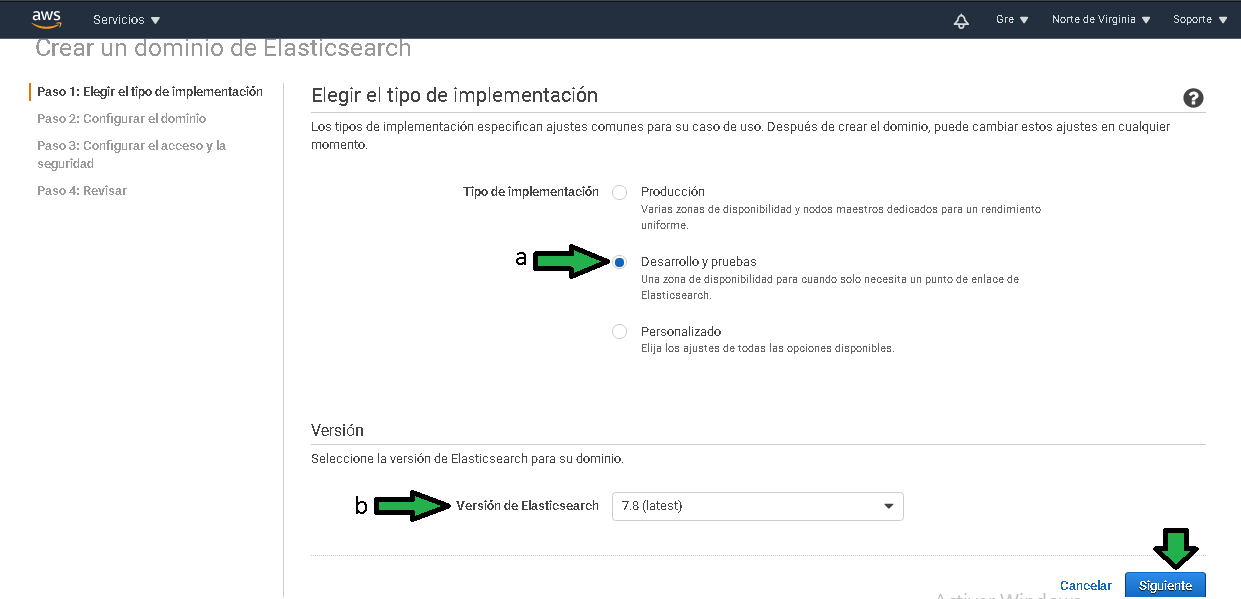 aws
Servicios
Gre
Norte de Virginia
Soporte
Crear un dominio de Elasticsearch
Paso 1: Elegir el tipo de implementación
Paso 2: Configurar el dominio
Paso 3: Configurar el acceso y la
seguridad
Paso 4: Revisar
Elegir el tipo de implementación
?
Los tipos de implementación especifican ajustes comunes para su caso de uso. Después de crear el dominio, puede cambiar estos ajustes en cualquier
momento.
Tipo de implementación
Producción
Varias zonas de disponibilidad y nodos maestros dedicados para un rendimiento
uniforme.
a
Desarrollo y pruebas
Una zona de disponibilidad para cuando solo necesita un punto de enlace de
Elasticsearch.
Personalizado
Elija los ajustes de todas las opciones disponibles.
Versión
Seleccione la versión de Elasticsearch para su dominio.
b
Versión de Elasticsearch
7.8 (latest)
Cancelar
Siguiente
Activar Windows